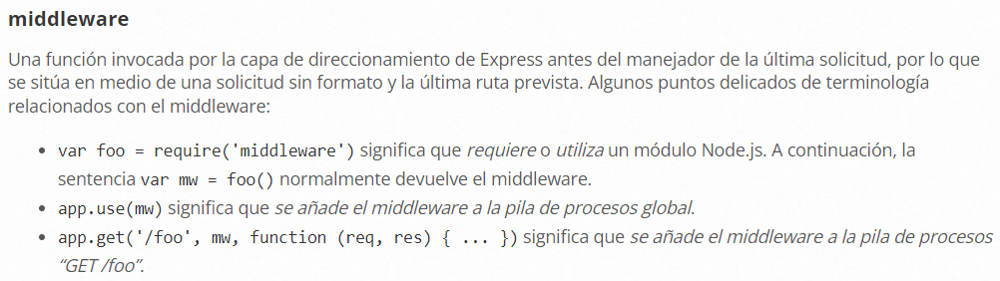 middleware
Una función invocada por la capa de direccionamiento de Express antes del manejador de la última solicitud, por lo que
se sitúa en medio de una solicitud sin formato y la última ruta prevista. Algunos puntos delicados de terminología
relacionados con el middleware:
• var foo = require('middleware') significa que requiere o utiliza un módulo Node.js. A continuación, la
sentencia var mw = foo() normalmente devuelve el middleware.
• app.use(mw) significa que se añade el middleware a la pila de procesos global.
• app.get('/foo', mw, function (req, res) { ... }) significa que se añade el middleware a la pila de procesos
“GET /foo”.